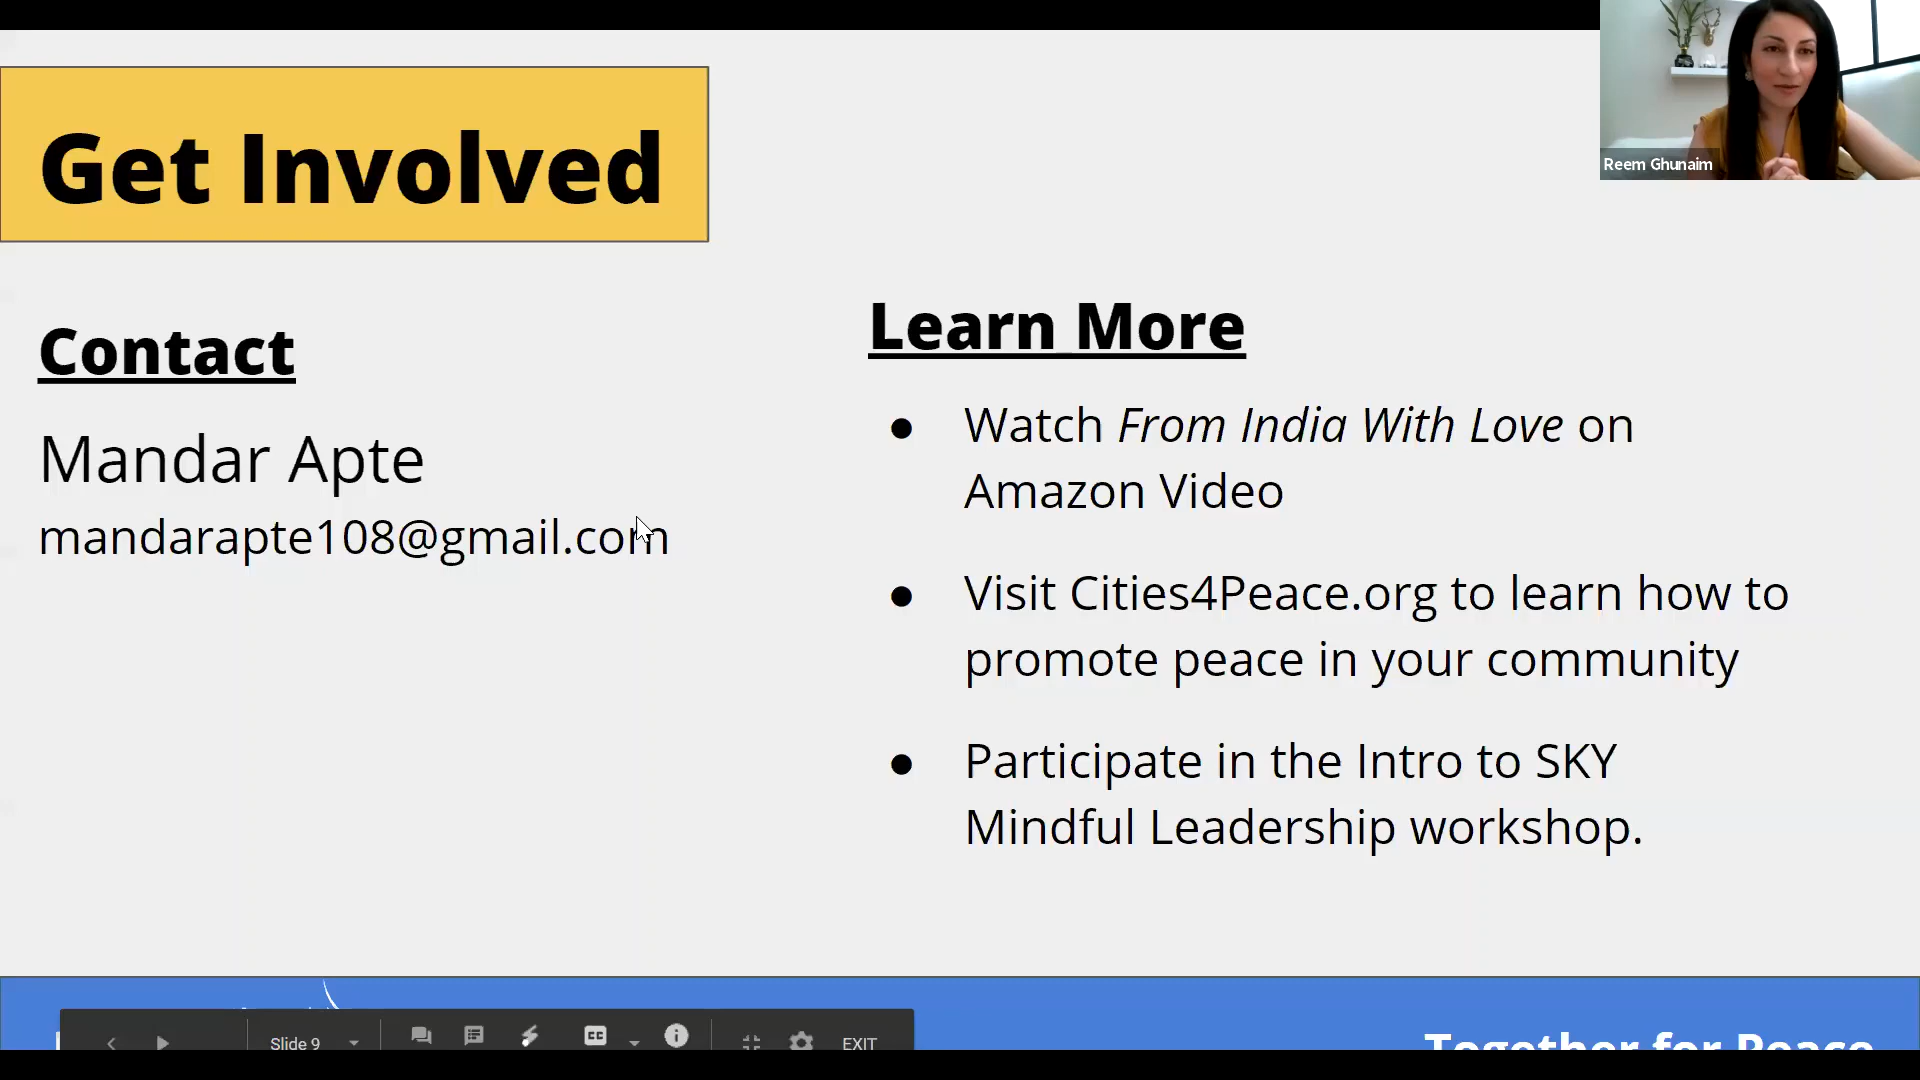 Get Involved
Reem Ghunaim
Contact
Mandar Apte
mandarapte108@gmail.com
Learn More
● Watch From India With Love on
Amazon Video
● Visit Cities4Peace.org to learn how to
promote peace in your community
● Participate in the Intro to SKY
Mindful Leadership workshop.
Together for Peace
Slide 9
CC
EXIT